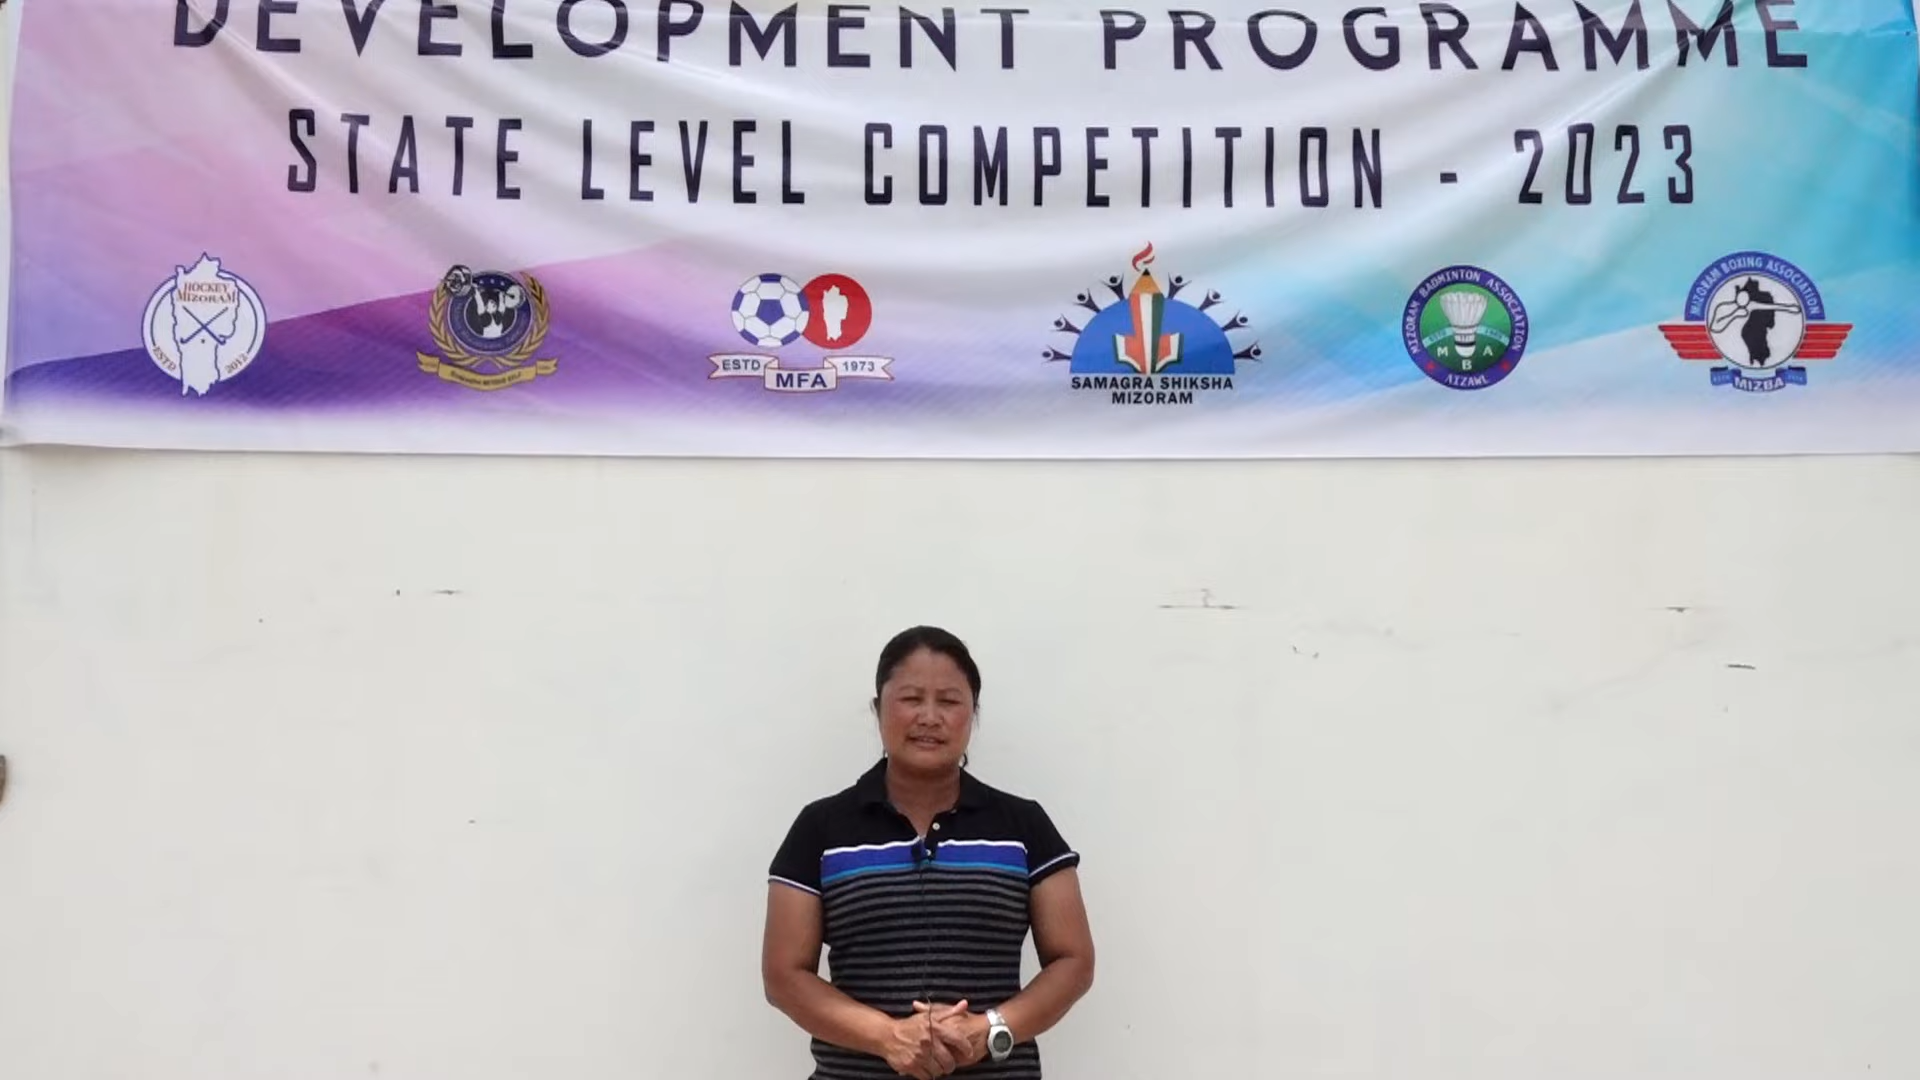 DEVELOPMENT PROGRAMME
STATE LEVEL COMPETITION - 2023
HOCKEY
MIZORAM
ESTD 2012
ESTD 1973
MFA
SAMAGRA SHIKSHA
MIZORAM
MIZORAM BADMINTON ASSOCIATION
M B A
AIZAWL
MIZORAM BOXING ASSOCIATION
MIZBA